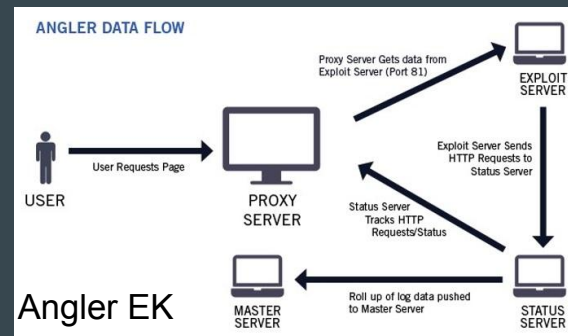 ANGLER DATA FLOW
Proxy Server Gets data from
Exploit Server (Port 81)
EXPLOIT
SERVER
User Requests Page
Exploit Server Sends
HTTP Requests to
Status Server
USER
PROXY
SERVER
Status Server
Tracks HTTP
Requests/Status
Roll up of log data pushed
to Master Server
Angler EK
MASTER
SERVER
STATUS
SERVER